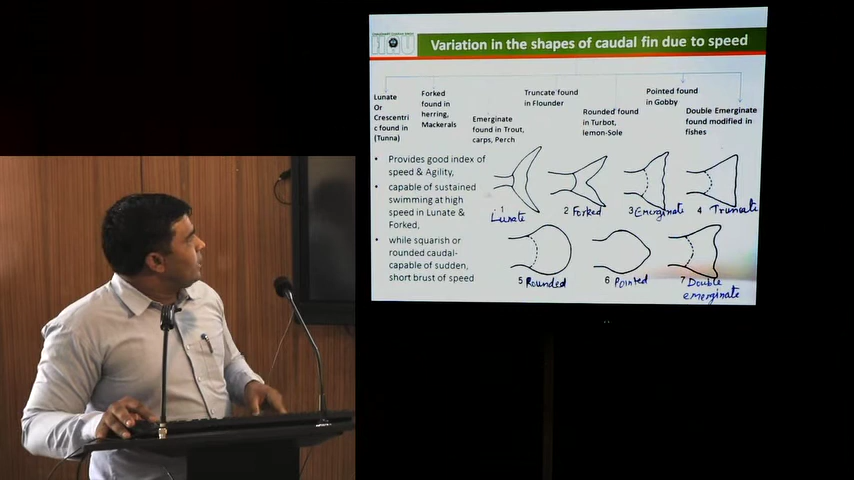 HAU
Variation in the shapes of caudal fin due to speed
Lunate
Or
Crescentri
c found in
(Tunna)
Forked
found in
herring,
Mackerals
Emerginate
found in Trout,
carps, Perch
Truncate found
in Flounder
Rounded found
in Turbot,
lemon-Sole
Pointed found
in Gobby
Double Emerginate
found modified in
fishes
• Provides good index of
speed & Agility,
• capable of sustained
swimming at high
speed in Lunate &
Forked,
• while squarish or
rounded caudal-
capable of sudden,
short brust of speed
1
Lunate
2 Forked
3 Emerginate
4 Truncate
5 Rounded
6 Pointed
7 Double
emerginate